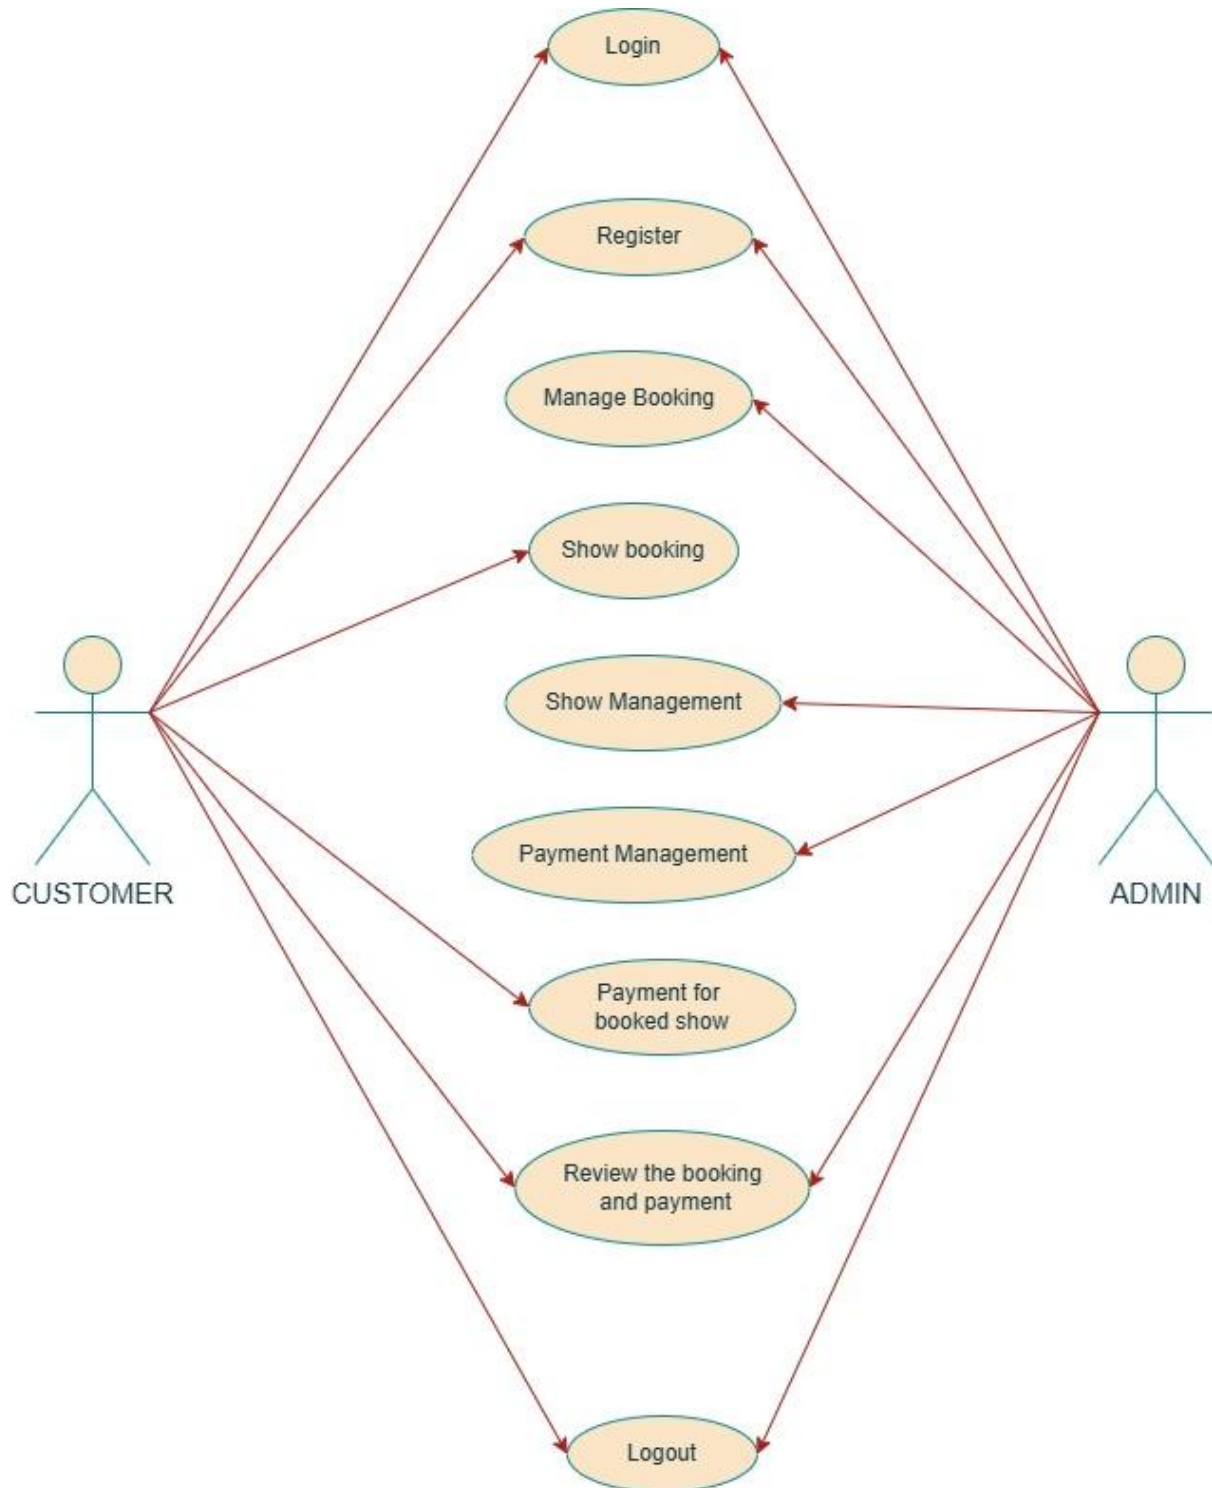 Login
Register
Manage Booking
Show booking
Show Management
Payment Management
CUSTOMER
ADMIN
Payment for
booked show
Review the booking
and payment
Logout